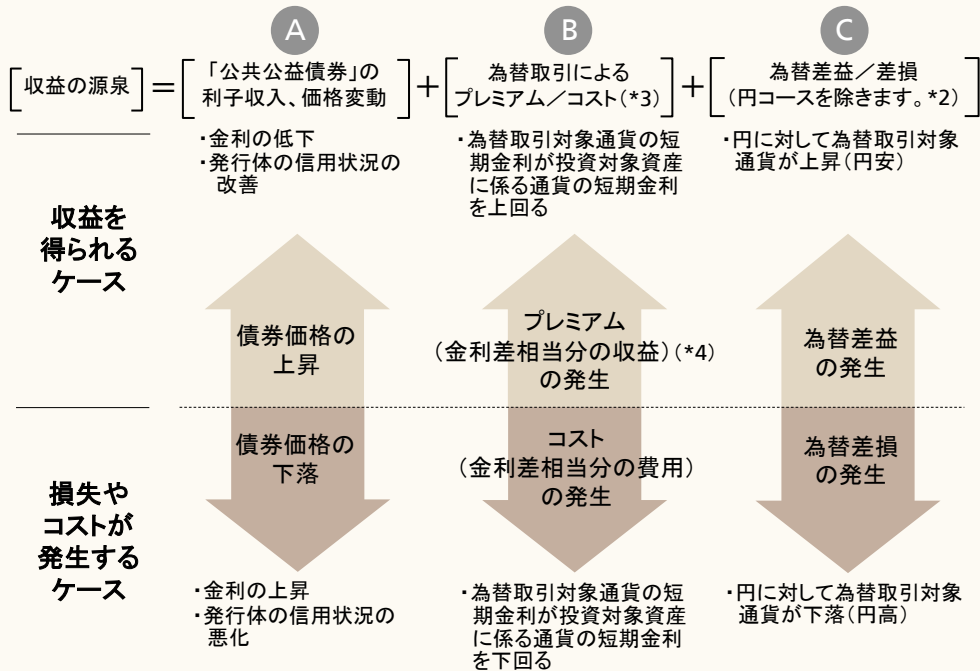 A
B
C
[収益の源泉]=[「公共公益債券」の
利子収入、価格変動]+[為替取引による
プレミアム/コスト(*3)]+[為替差益/差損
(円コースを除きます。*2)]
・金利の低下
・発行体の信用状況の
改善
・為替取引対象通貨の短
期金利が投資対象資産
に係る通貨の短期金利
を上回る
・円に対して為替取引対象
通貨が上昇(円安)
収益を
得られる
ケース
債券価格の
上昇
プレミアム
(金利差相当分の収益)(*4)
の発生
為替差益
の発生
債券価格の
下落
コスト
(金利差相当分の費用)
の発生
為替差損
の発生
損失や
コストが
発生する
ケース
・金利の上昇
・発行体の信用状況の
悪化
・為替取引対象通貨の短
期金利が投資対象資産
に係る通貨の短期金利
を下回る
・円に対して為替取引対象
通貨が下落(円高)